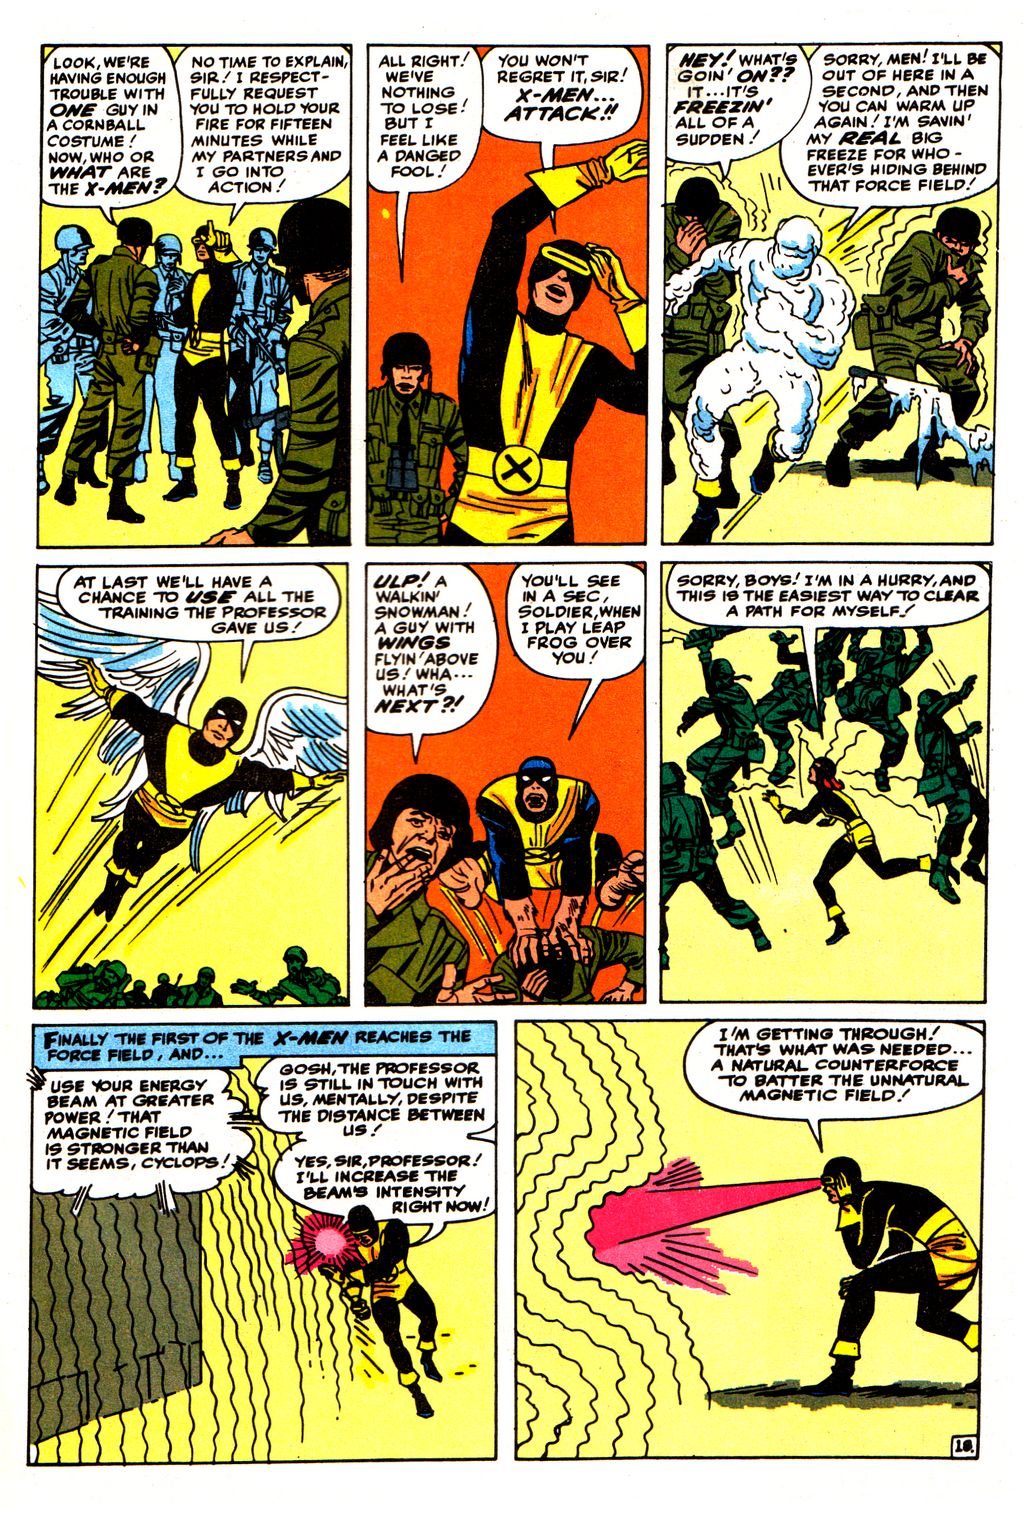 LOOK, WE'RE
HAVING ENOUGH
TROUBLE WITH
ONE GUY IN
A CORNBALL
COSTUME!
NOW, WHO OR
WHAT ARE
THE X-MEN?
NO TIME TO EXPLAIN,
SIR! I RESPECT-
FULLY REQUEST
YOU TO HOLD YOUR
FIRE FOR FIFTEEN
MINUTES WHILE
MY PARTNERS AND
I GO INTO
ACTION!
ALL RIGHT!
WE'VE
NOTHING
TO LOSE!
BUT I
FEEL LIKE
A DANGED
FOOL!
YOU WON'T
REGRET IT, SIR!
X-MEN...
ATTACK!!
HEY! WHAT'S
GOIN' ON??
IT...IT'S
FREEZIN'
ALL OF A
SUDDEN!
SORRY, MEN! I'LL BE
OUT OF HERE IN A
SECOND, AND THEN
YOU CAN WARM UP
AGAIN! I'M SAVIN'
MY REAL BIG
FREEZE FOR WHO-
EVER'S HIDING BEHIND
THAT FORCE FIELD!
AT LAST WE'LL HAVE A
CHANCE TO USE ALL THE
TRAINING THE PROFESSOR
GAVE US!
ULP! A
WALKIN'
SNOWMAN!
A GUY WITH
WINGS
FLYIN' ABOVE
US! WHA...
WHAT'S
NEXT?!
YOU'LL SEE
IN A SEC,
SOLDIER, WHEN
I PLAY LEAP
FROG OVER
YOU!
SORRY, BOYS! I'M IN A HURRY, AND
THIS IS THE EASIEST WAY TO CLEAR
A PATH FOR MYSELF!
FINALLY THE FIRST OF THE X-MEN REACHES THE
FORCE FIELD, AND...
USE YOUR ENERGY
BEAM AT GREATER
POWER! THAT
MAGNETIC FIELD
IS STRONGER THAN
IT SEEMS, CYCLOPS!
GOSH, THE PROFESSOR
IS STILL IN TOUCH WITH
US, MENTALLY, DESPITE
THE DISTANCE BETWEEN
US!
YES, SIR, PROFESSOR!
I'LL INCREASE THE
BEAM'S INTENSITY
RIGHT NOW!
I'M GETTING THROUGH!
THAT'S WHAT WAS NEEDED...
A NATURAL COUNTERFORCE
TO BATTER THE UNNATURAL
MAGNETIC FIELD!
X